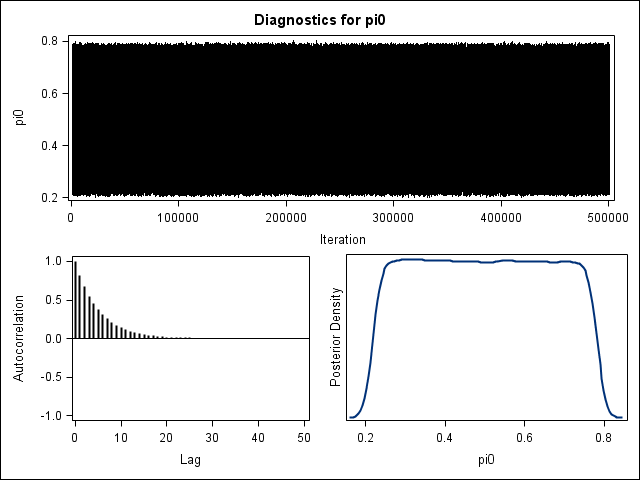 Diagnostics for pi0
0.8
0.6
0.4
0.2
pi0
0 100000 200000 300000 400000 500000
Iteration
1.0
0.5
0.0
-0.5
-1.0
Autocorrelation
0 10 20 30 40 50
Lag
Posterior Density
0.2 0.4 0.6 0.8
pi0